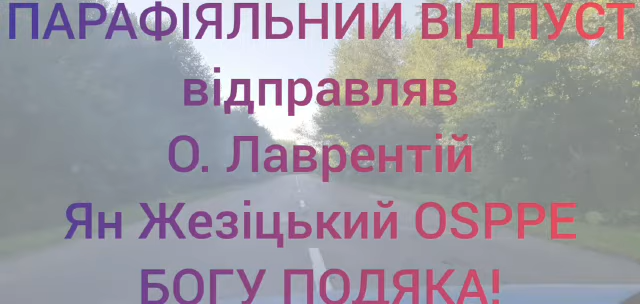 ПАРАФІЯЛЬНИЙ ВІДПУСТ
відправляв
О. Лаврентій
Ян Жезіцький OSPPE
БОГУ ПОДЯКА!